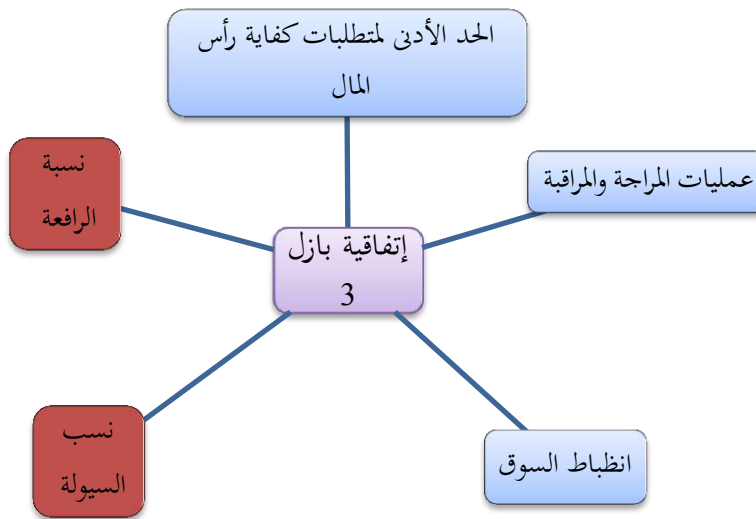 الحد الأدنى لمتطلبات كفاية رأس
المال
عمليات المراجة والمراقبة
نسبة
الرافعة
إتفاقية بازل
3
نسب
السيولة
انظباط السوق